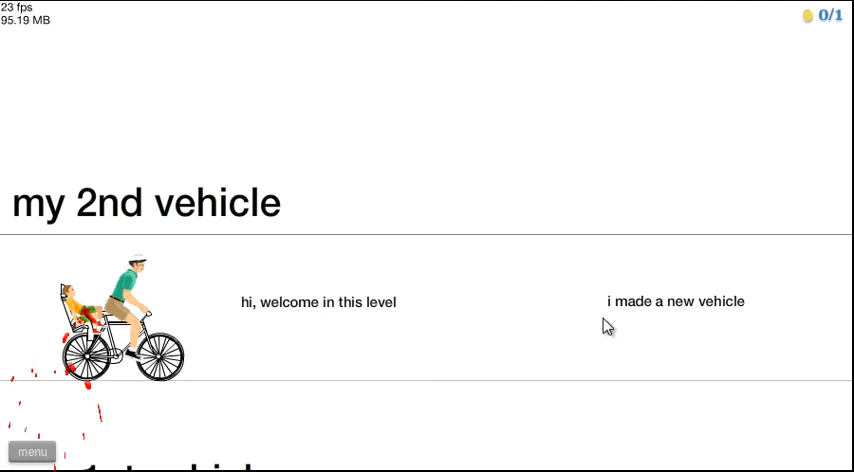 23 fps
95.19 MB
0/1
my 2nd vehicle
hi, welcome in this level
i made a new vehicle
menu